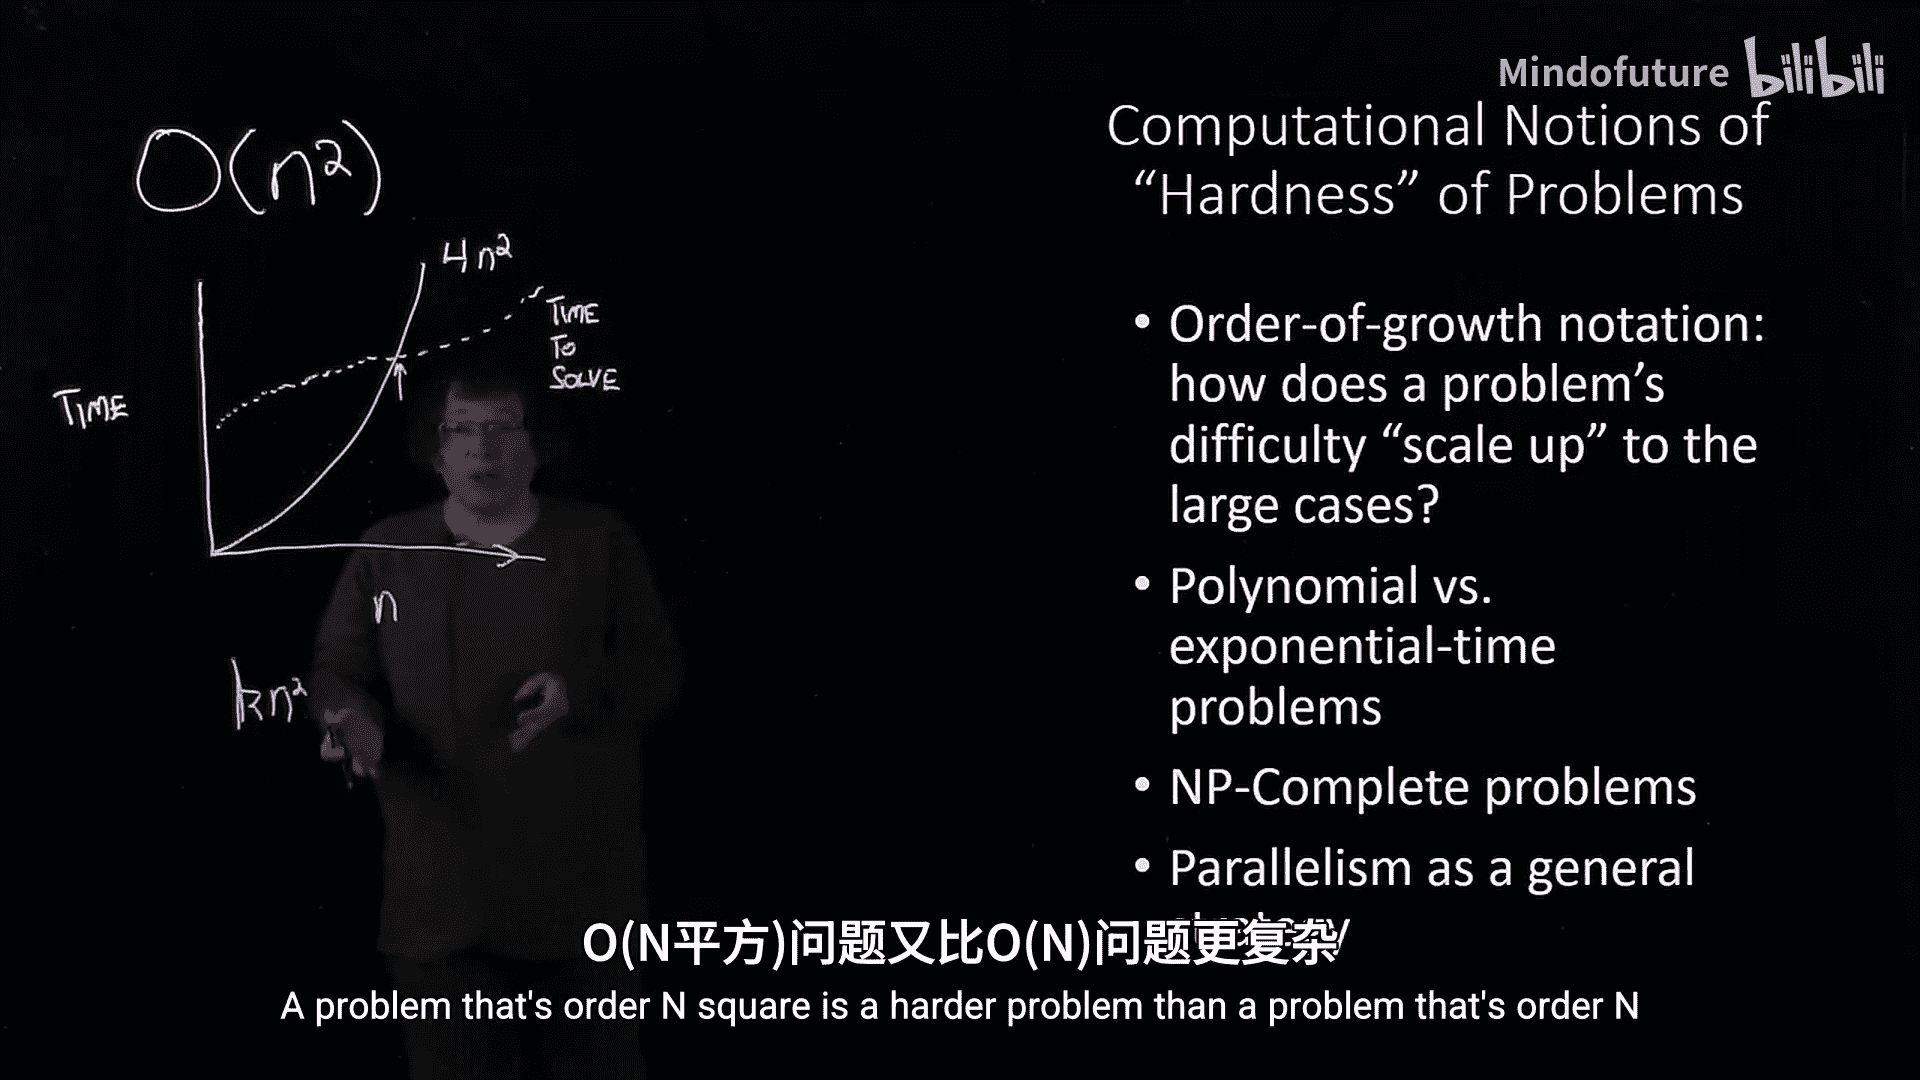 Mindofuture bilibili
O(n²)
4n²
TIME
TO
SOLVE
TIME
n
kn²
Computational Notions of
“Hardness” of Problems
• Order-of-growth notation:
how does a problem’s
difficulty “scale up” to the
large cases?
• Polynomial vs.
exponential-time
problems
• NP-Complete problems
• Parallelism as a general
O(N平方)问题又比O(N)问题更复杂
A problem that's order N square is a harder problem than a problem that's order N